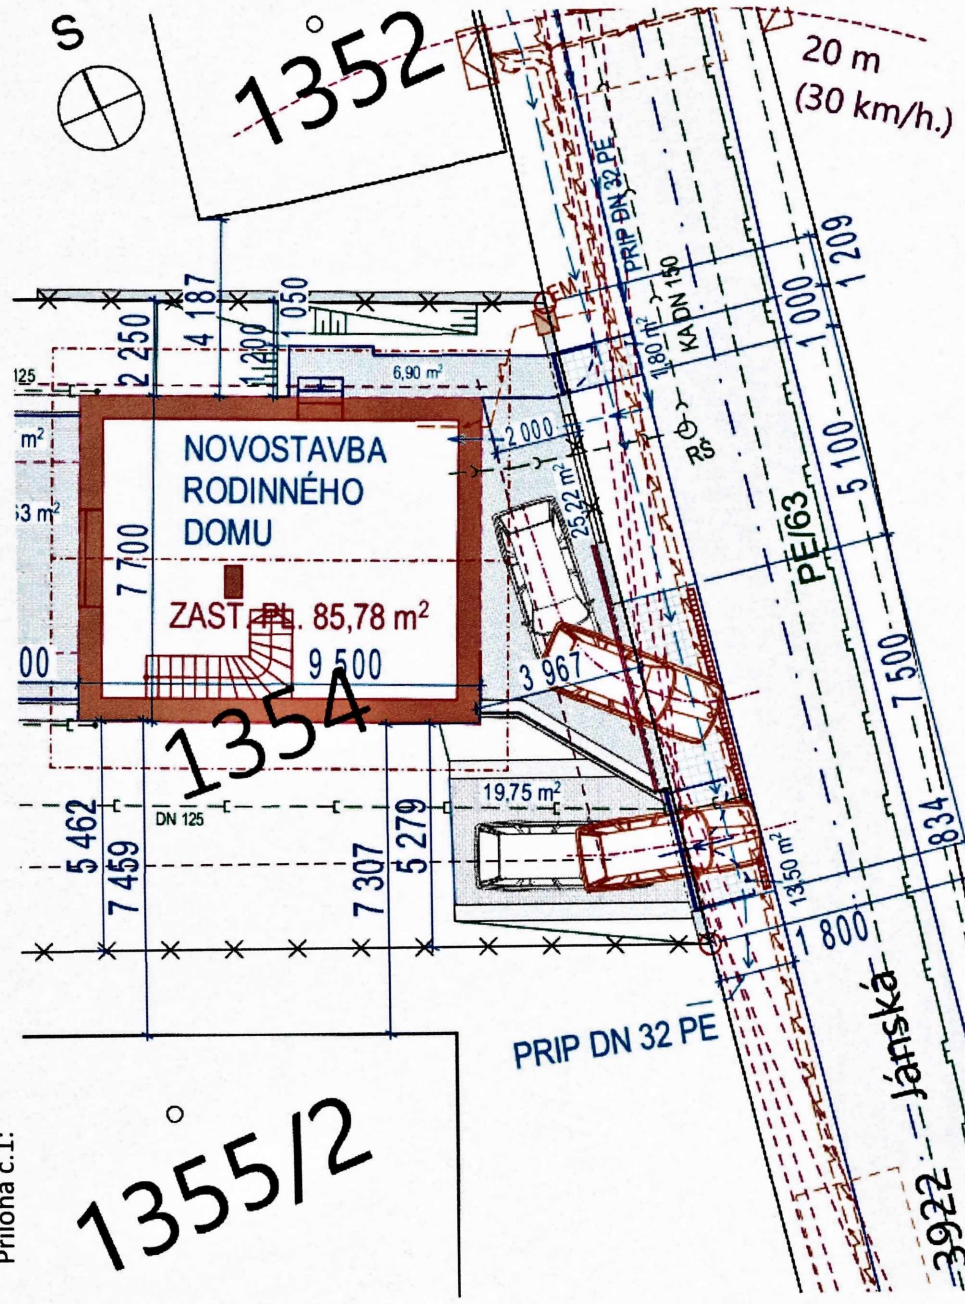 S
1352
20 m
(30 km/h.)
PRIP DN 32 PE
KA DN 150
1,80 m²
1 209
1 000
5 100
7 500
834
1 800
2 250
4 187
1 200
1 050
6,90 m²
125
m²
63 m²
00
NOVOSTAVBA
RODINNÉHO
DOMU
ZAST. PL. 85,78 m²
7 700
9 500
2 000
25,22 m²
RŠ
EM
PE/63
3 967
1354
19,75 m²
13,50 m²
DN 125
5 462
7 459
7 307
5 279
PRIP DN 32 PE
Jánská
3922
1355/2
Príloha č.1: